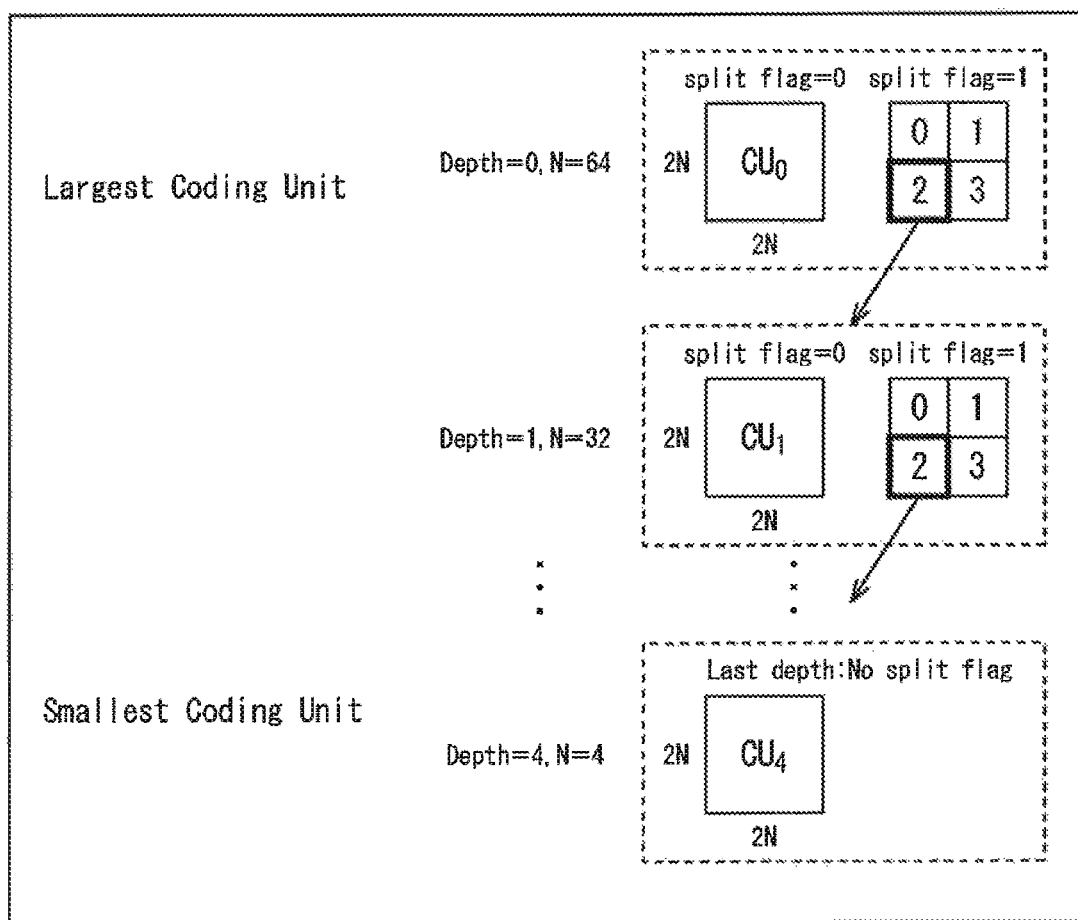 split flag=0 split flag=1
Largest Coding Unit
Depth=0, N=64
2N
CU₀
0 1
2 3
2N
split flag=0 split flag=1
Depth=1, N=32
2N
CU₁
0 1
2 3
2N
Last depth:No split flag
Smallest Coding Unit
Depth=4, N=4
2N
CU₄
2N